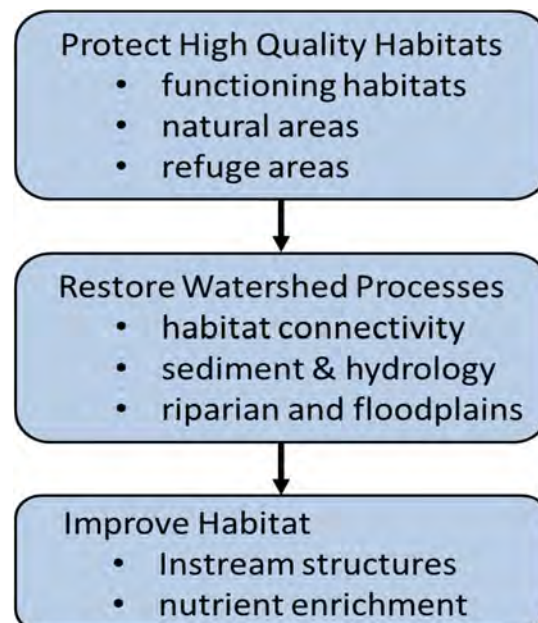 Protect High Quality Habitats
• functioning habitats
• natural areas
• refuge areas
Restore Watershed Processes
• habitat connectivity
• sediment & hydrology
• riparian and floodplains
Improve Habitat
• Instream structures
• nutrient enrichment